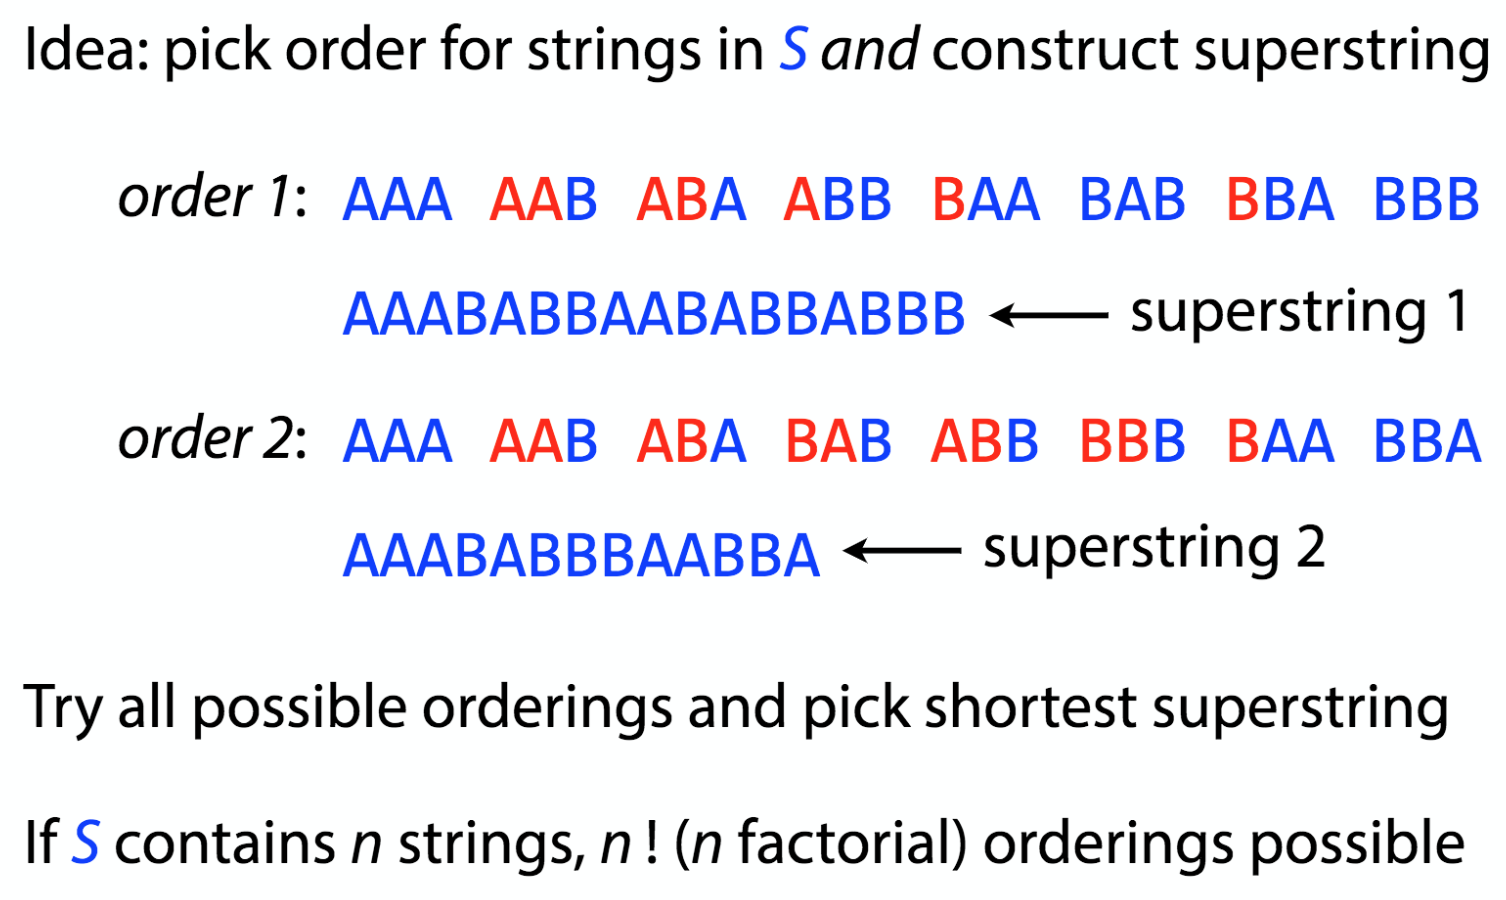 Idea: pick order for strings in S and construct superstring
order 1: AAA AAB ABA ABB BAA BAB BBA BBB
AAABABBAABABBABBB ← superstring 1
order 2: AAA AAB ABA BAB ABB BBB BAA BBA
AAABABBBAABBA ← superstring 2
Try all possible orderings and pick shortest superstring
If S contains n strings, n ! (n factorial) orderings possible